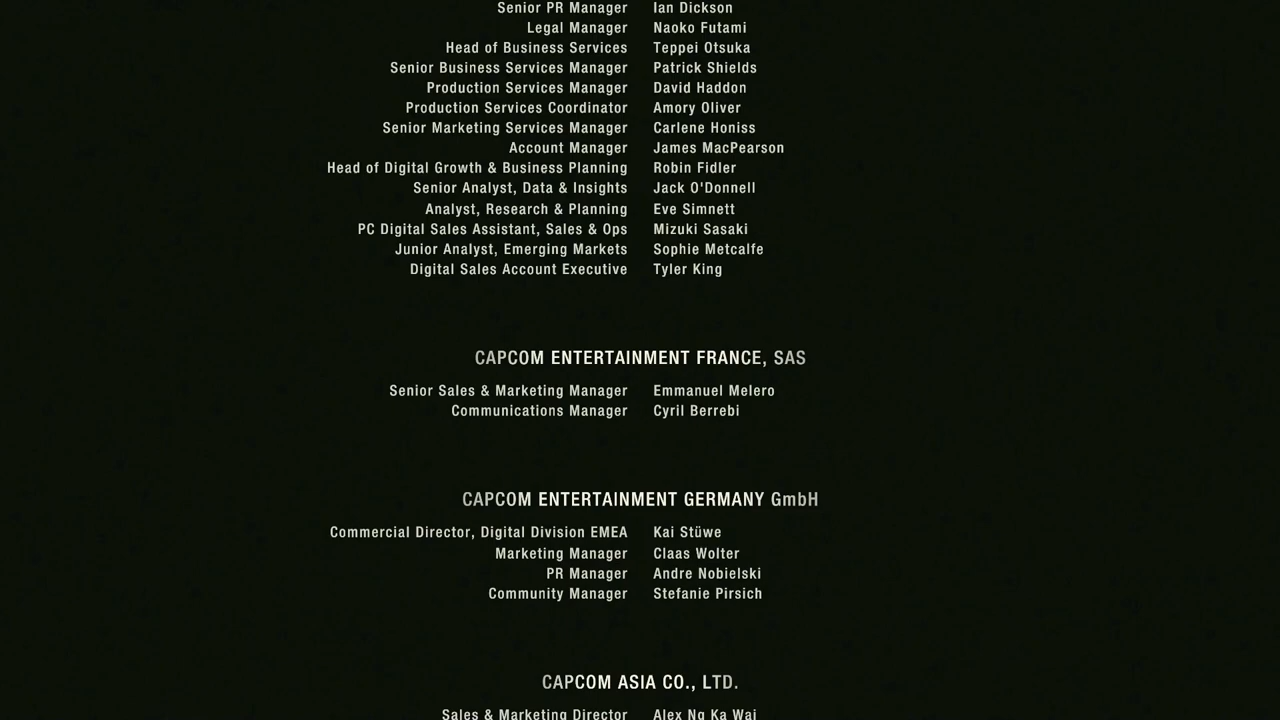 Senior PR Manager Ian Dickson
Legal Manager Naoko Futami
Head of Business Services Teppei Otsuka
Senior Business Services Manager Patrick Shields
Production Services Manager David Haddon
Production Services Coordinator Amory Oliver
Senior Marketing Services Manager Carlene Honiss
Account Manager James MacPearson
Head of Digital Growth & Business Planning Robin Fidler
Senior Analyst, Data & Insights Jack O'Donnell
Analyst, Research & Planning Eve Simnett
PC Digital Sales Assistant, Sales & Ops Mizuki Sasaki
Junior Analyst, Emerging Markets Sophie Metcalfe
Digital Sales Account Executive Tyler King
CAPCOM ENTERTAINMENT FRANCE, SAS
Senior Sales & Marketing Manager Emmanuel Melero
Communications Manager Cyril Berrebi
CAPCOM ENTERTAINMENT GERMANY GmbH
Commercial Director, Digital Division EMEA Kai Stüwe
Marketing Manager Claas Wolter
PR Manager Andre Nobielski
Community Manager Stefanie Pirsich
CAPCOM ASIA CO., LTD.
Sales & Marketing Director Alex Ng Ka Wai